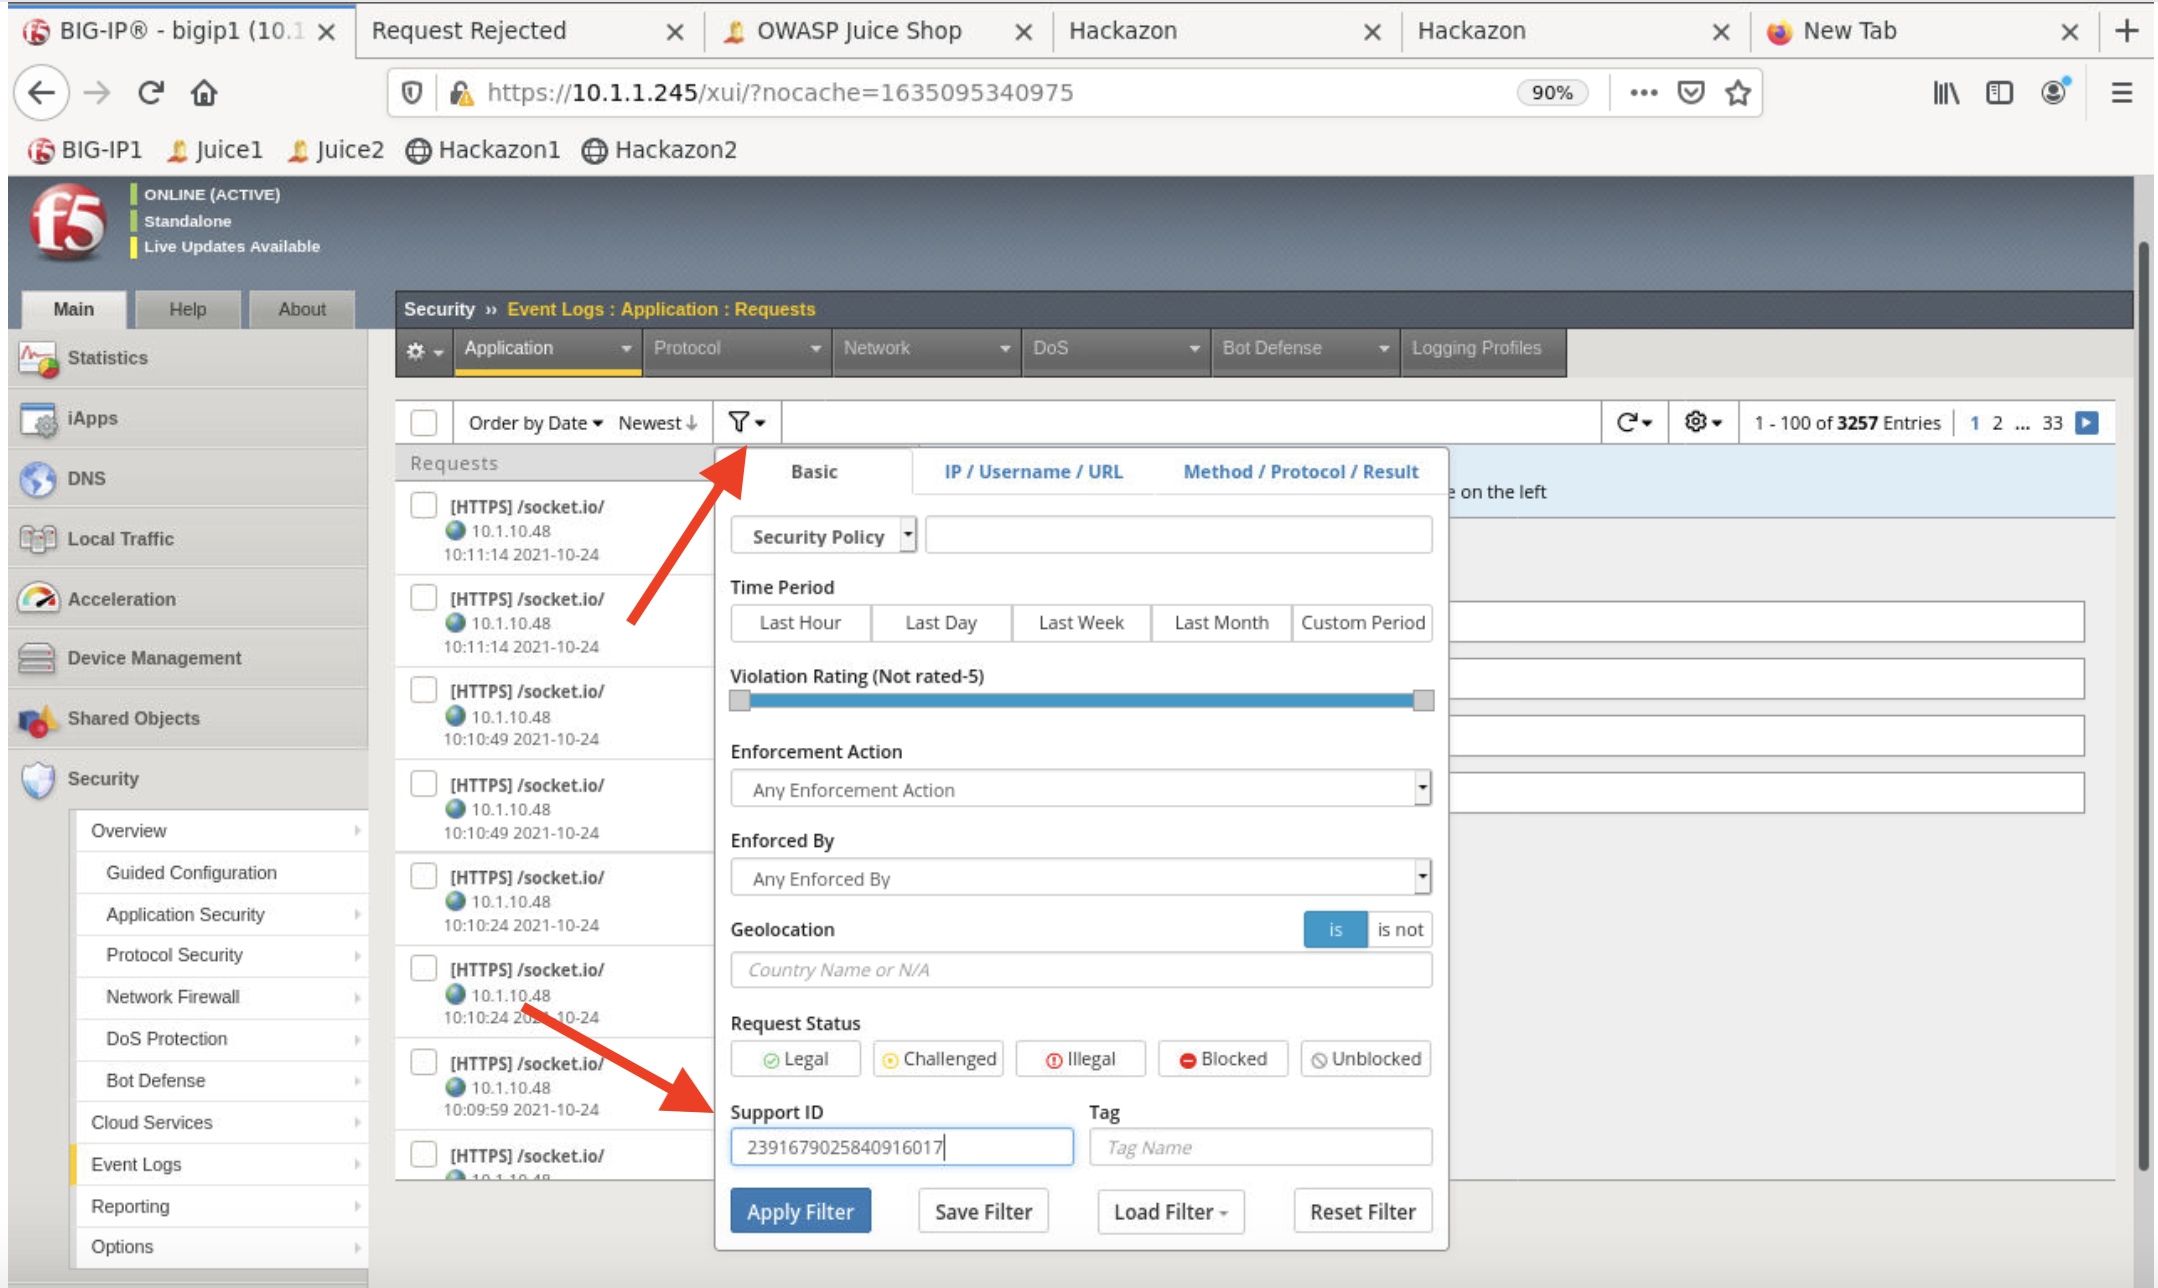 BIG-IP® - bigip1 (10.1
Request Rejected
OWASP Juice Shop
Hackazon
Hackazon
New Tab
https://10.1.1.245/xui/?nocache=1635095340975
90%
BIG-IP1
Juice1
Juice2
Hackazon1
Hackazon2
f5
ONLINE (ACTIVE)
Standalone
Live Updates Available
Main
Help
About
Security ›› Event Logs : Application : Requests
Application
Protocol
Network
DoS
Bot Defense
Logging Profiles
Statistics
iApps
DNS
Local Traffic
Acceleration
Device Management
Shared Objects
Security
Overview
Guided Configuration
Application Security
Protocol Security
Network Firewall
DoS Protection
Bot Defense
Cloud Services
Event Logs
Reporting
Options
Order by Date
Newest
1 - 100 of 3257 Entries
1 2 ... 33
Requests
[HTTPS] /socket.io/
10.1.10.48
10:11:14 2021-10-24
[HTTPS] /socket.io/
10.1.10.48
10:11:14 2021-10-24
[HTTPS] /socket.io/
10.1.10.48
10:10:49 2021-10-24
[HTTPS] /socket.io/
10.1.10.48
10:10:49 2021-10-24
[HTTPS] /socket.io/
10.1.10.48
10:10:24 2021-10-24
[HTTPS] /socket.io/
10.1.10.48
10:10:24 2021-10-24
[HTTPS] /socket.io/
10.1.10.48
10:09:59 2021-10-24
[HTTPS] /socket.io/
10.1.10.48
Basic
IP / Username / URL
Method / Protocol / Result
on the left
Security Policy
Time Period
Last Hour
Last Day
Last Week
Last Month
Custom Period
Violation Rating (Not rated-5)
Enforcement Action
Any Enforcement Action
Enforced By
Any Enforced By
Geolocation
is
is not
Country Name or N/A
Request Status
Legal
Challenged
Illegal
Blocked
Unblocked
Support ID
Tag
2391679025840916017
Tag Name
Apply Filter
Save Filter
Load Filter
Reset Filter